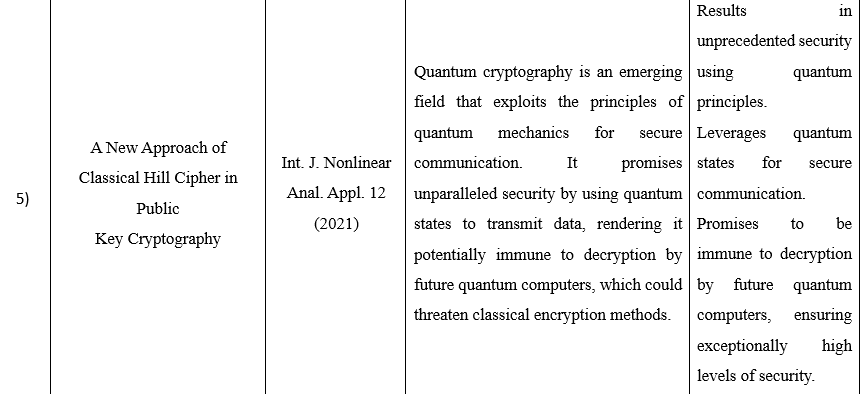 5)
A New Approach of
Classical Hill Cipher in
Public
Key Cryptography
Int. J. Nonlinear
Anal. Appl. 12
(2021)
Quantum cryptography is an emerging
field that exploits the principles of
quantum mechanics for secure
communication. It promises
unparalleled security by using quantum
states to transmit data, rendering it
potentially immune to decryption by
future quantum computers, which could
threaten classical encryption methods.
Results in
unprecedented security
using quantum
principles.
Leverages quantum
states for secure
communication.
Promises to be
immune to decryption
by future quantum
computers, ensuring
exceptionally high
levels of security.